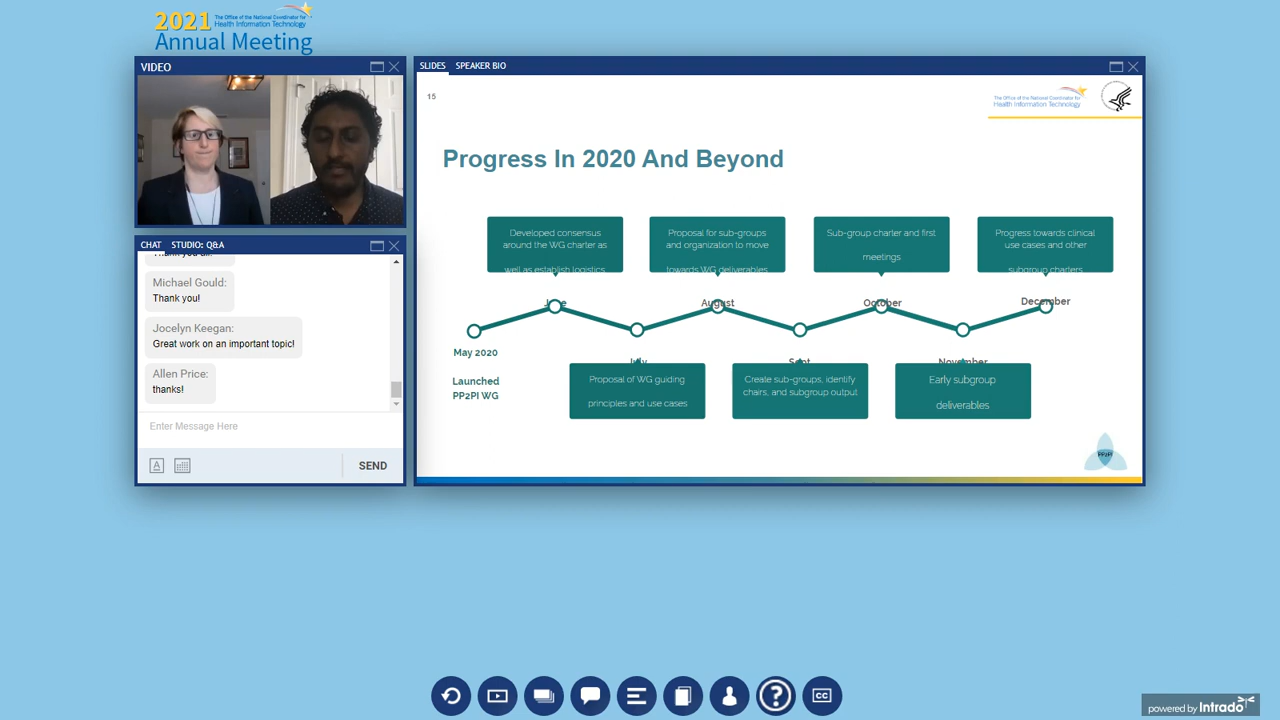 2021
The Office of the National Coordinator for
Health Information Technology
Annual Meeting
VIDEO
CHAT STUDIO: Q&A
Michael Gould:
Thank you!
Jocelyn Keegan:
Great work on an important topic!
Allen Price:
thanks!
Enter Message Here
SEND
SLIDES SPEAKER BIO
15
The Office of the National Coordinator for
Health Information Technology
Progress In 2020 And Beyond
Developed consensus
around the WG charter as
well as establish logistics
Proposal for sub-groups
and organization to move
towards WG deliverables
Sub-group charter and first
meetings
Progress towards clinical
use cases and other
subgroup charters
June
August
October
December
May 2020
Launched
PP2PI WG
July
Sept
November
Proposal of WG guiding
principles and use cases
Create sub-groups, identify
chairs, and subgroup output
Early subgroup
deliverables
PP2PI
CC
powered by Intrado